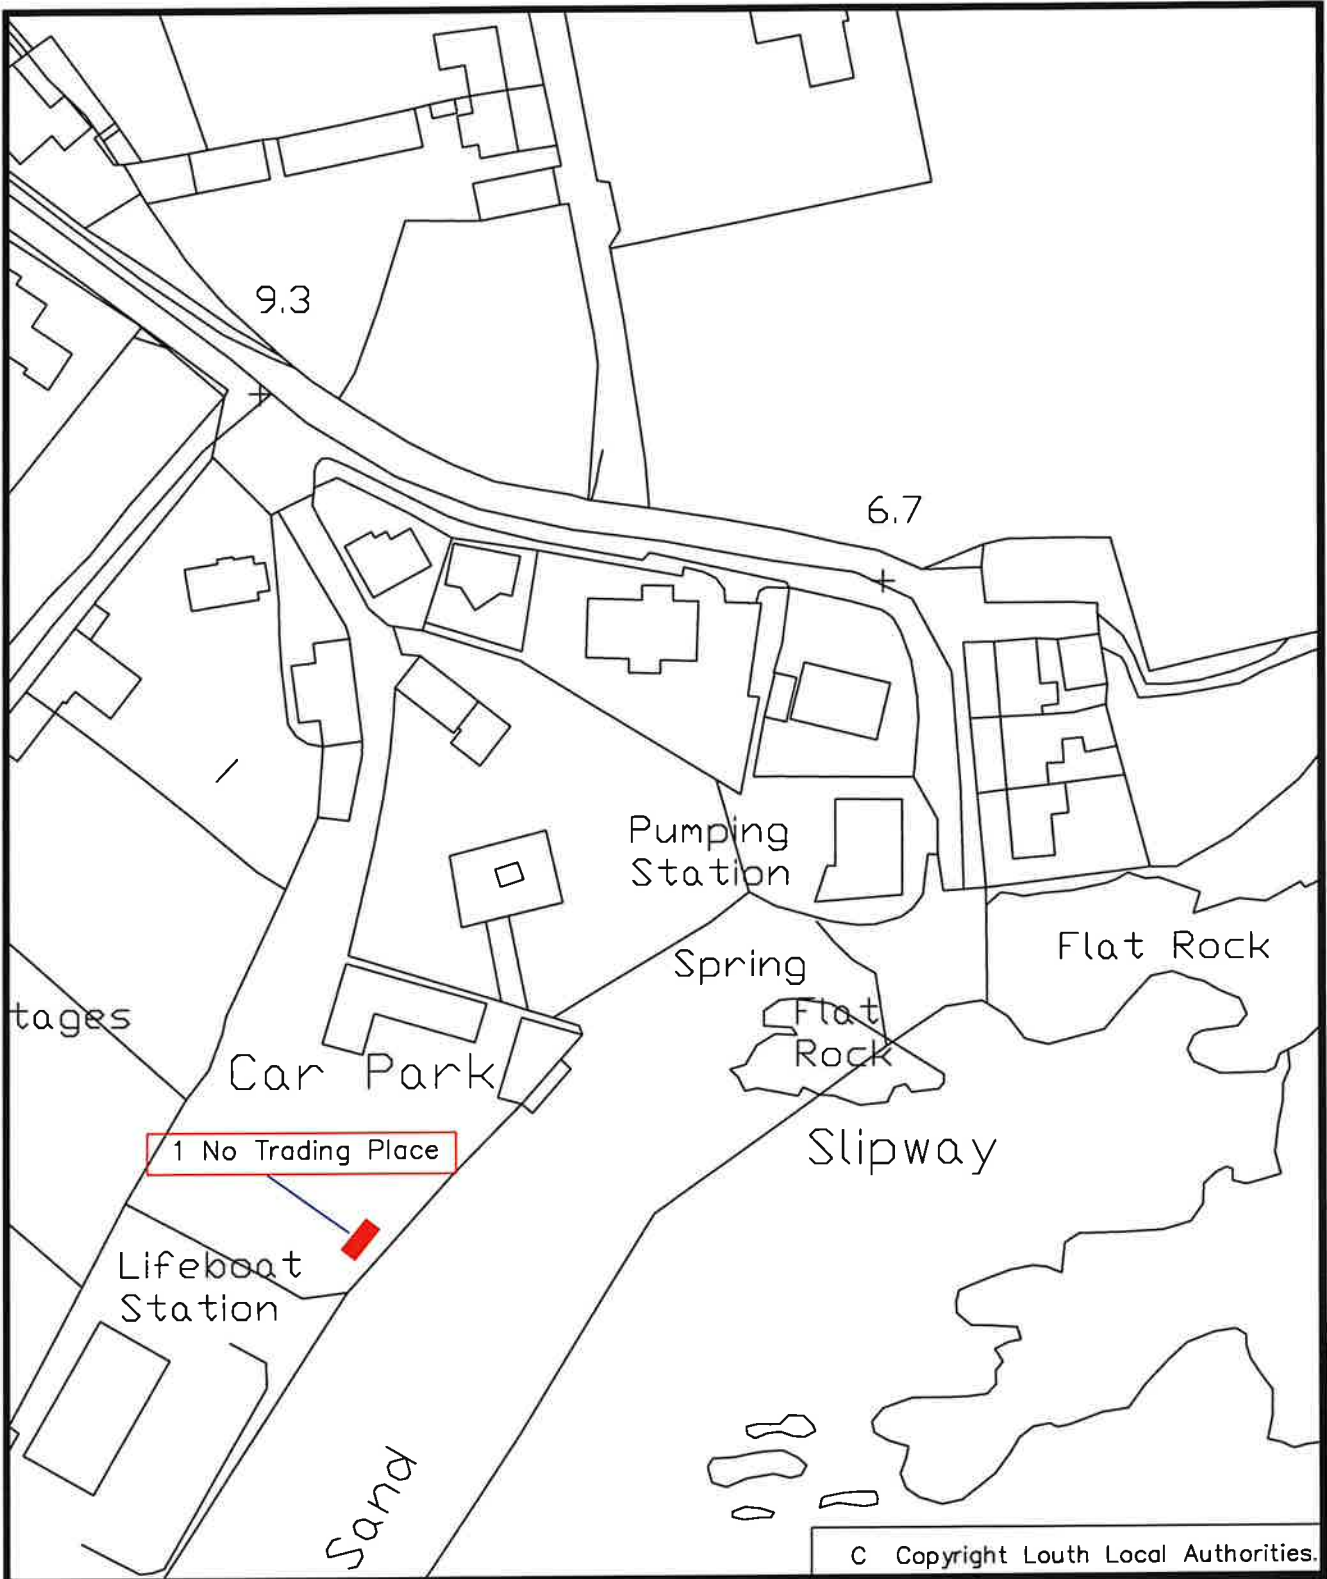 9.3
6.7
Pumping
Station
Spring
Flat Rock
Flat
Rock
tages
Car Park
1 No Trading Place
Slipway
Lifeboat
Station
Sand
C Copyright Louth Local Authorities.